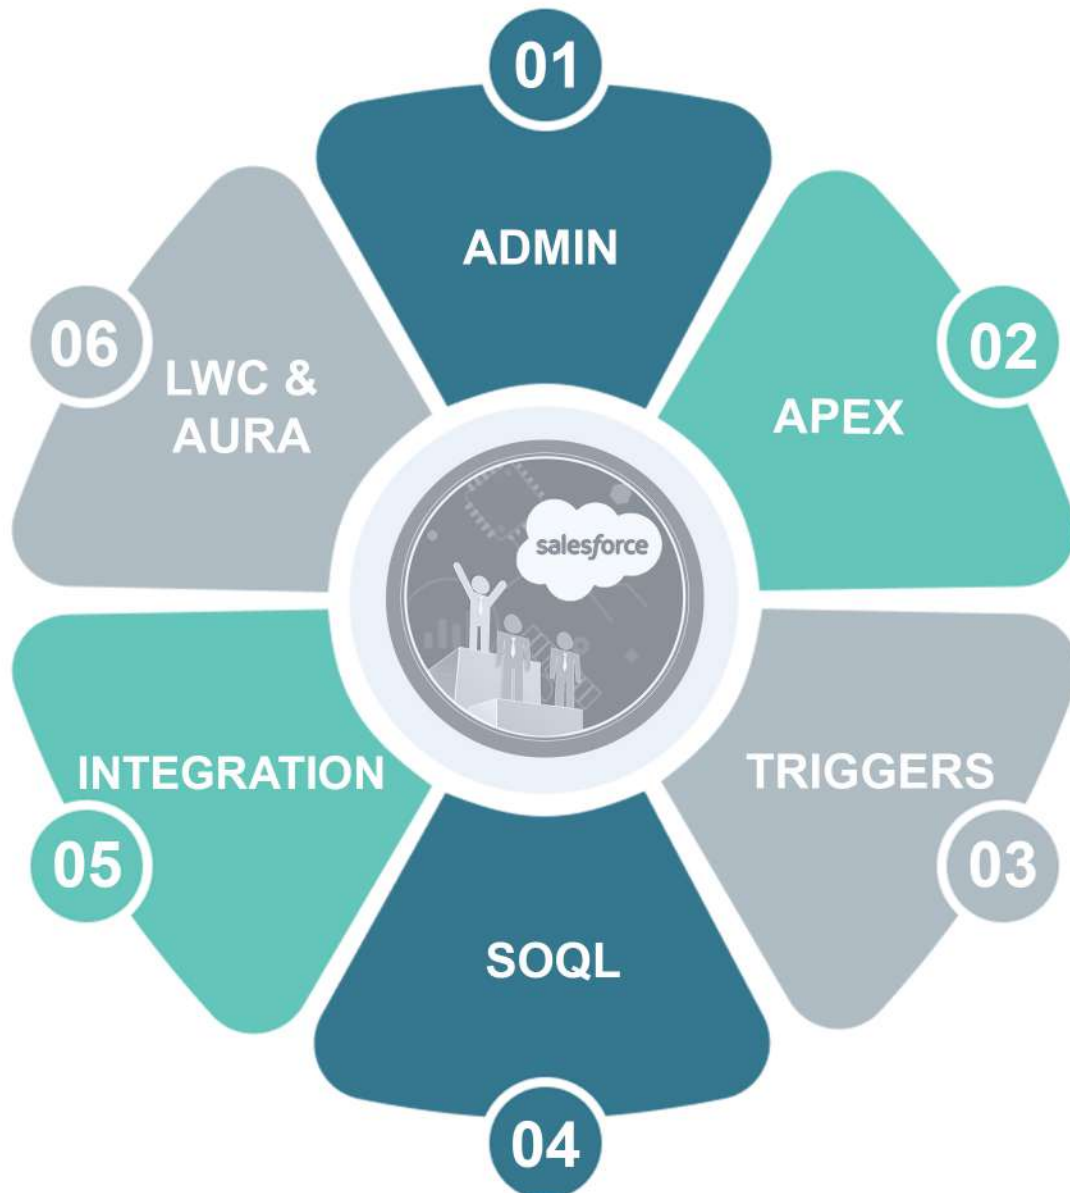 01
ADMIN
02
APEX
03
TRIGGERS
04
SOQL
05
INTEGRATION
06
LWC &
AURA
salesforce